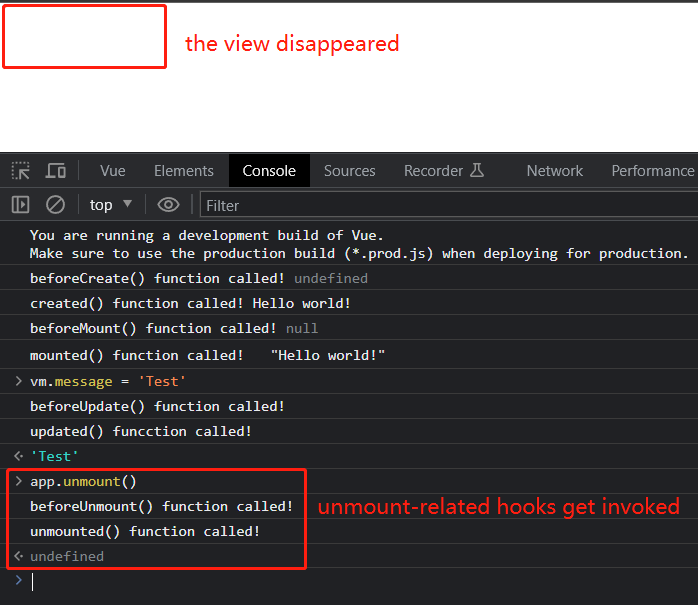 the view disappeared
Vue Elements Console Sources Recorder Network Performance
top Filter
You are running a development build of Vue.
Make sure to use the production build (*.prod.js) when deploying for production.
beforeCreate() function called! undefined
created() function called! Hello world!
beforeMount() function called! null
mounted() function called!   "Hello world!"
> vm.message = 'Test'
beforeUpdate() function called!
updated() funcction called!
'Test'
> app.unmount()
beforeUnmount() function called!
unmount-related hooks get invoked
unmounted() function called!
undefined
>